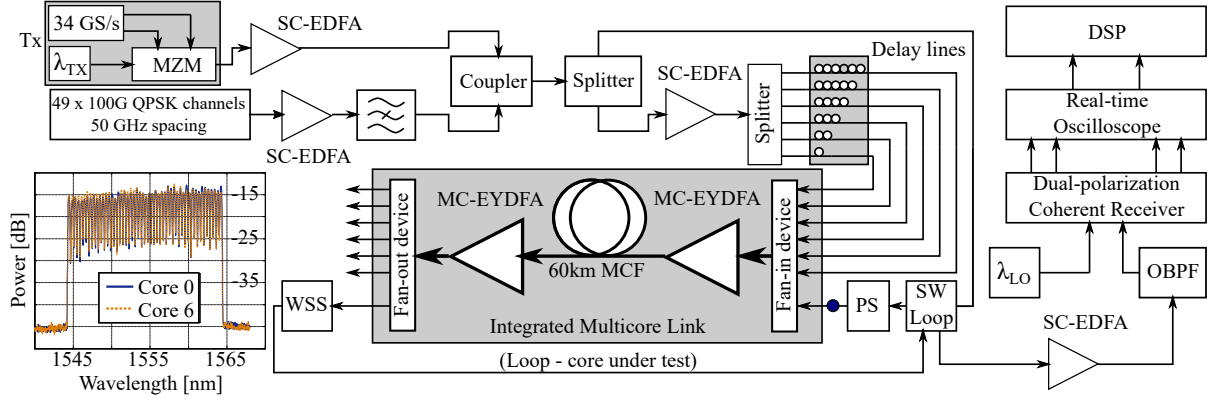 Tx
34 GS/s
λTX
MZM
SC-EDFA
49 x 100G QPSK channels
50 GHz spacing
SC-EDFA
Coupler
Splitter
SC-EDFA
Splitter
Delay lines
DSP
Real-time
Oscilloscope
Dual-polarization
Coherent Receiver
λLO
OBPF
SC-EDFA
MC-EYDFA
MC-EYDFA
60km MCF
Fan-out device
Fan-in device
Integrated Multicore Link
WSS
PS
SW
Loop
(Loop - core under test)
Power [dB]
-15
-25
-35
Core 0
Core 6
1545 1555 1565
Wavelength [nm]